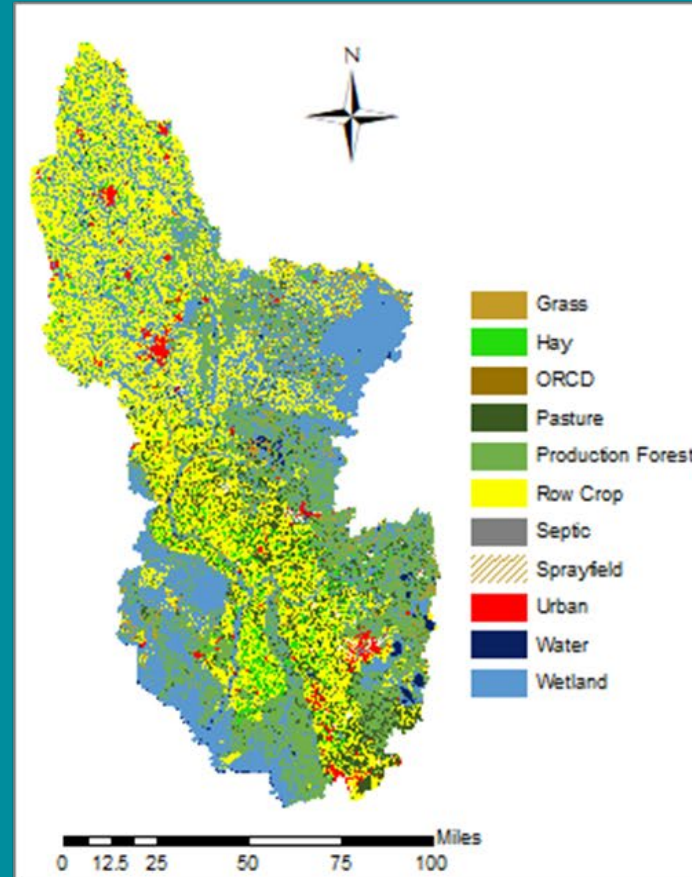 N
Grass
Hay
ORCD
Pasture
Production Forest
Row Crop
Septic
Sprayfield
Urban
Water
Wetland
Miles
0 12.5 25 50 75 100